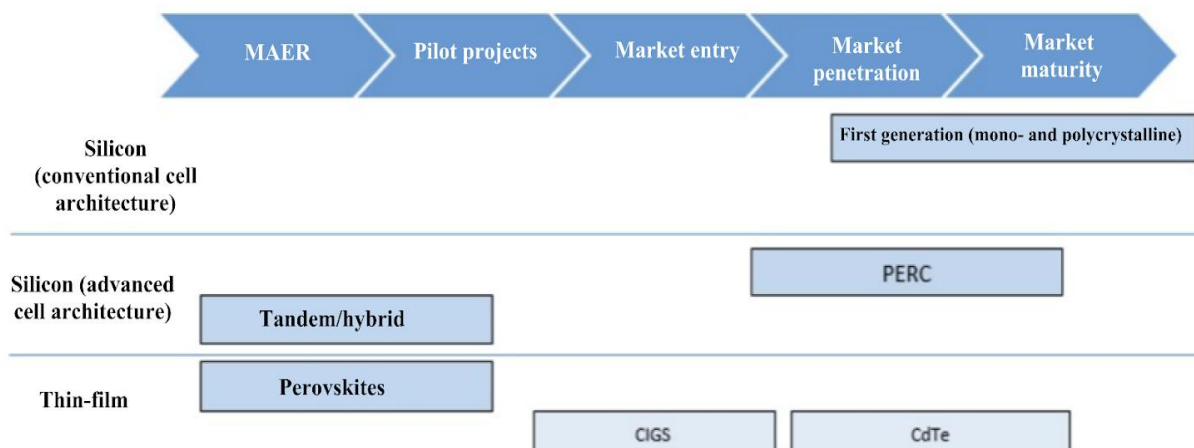 MAER
Pilot projects
Market entry
Market
penetration
Market
maturity
Silicon
(conventional cell
architecture)
First generation (mono- and polycrystalline)
Silicon (advanced
cell architecture)
PERC
Tandem/hybrid
Thin-film
Perovskites
CIGS
CdTe